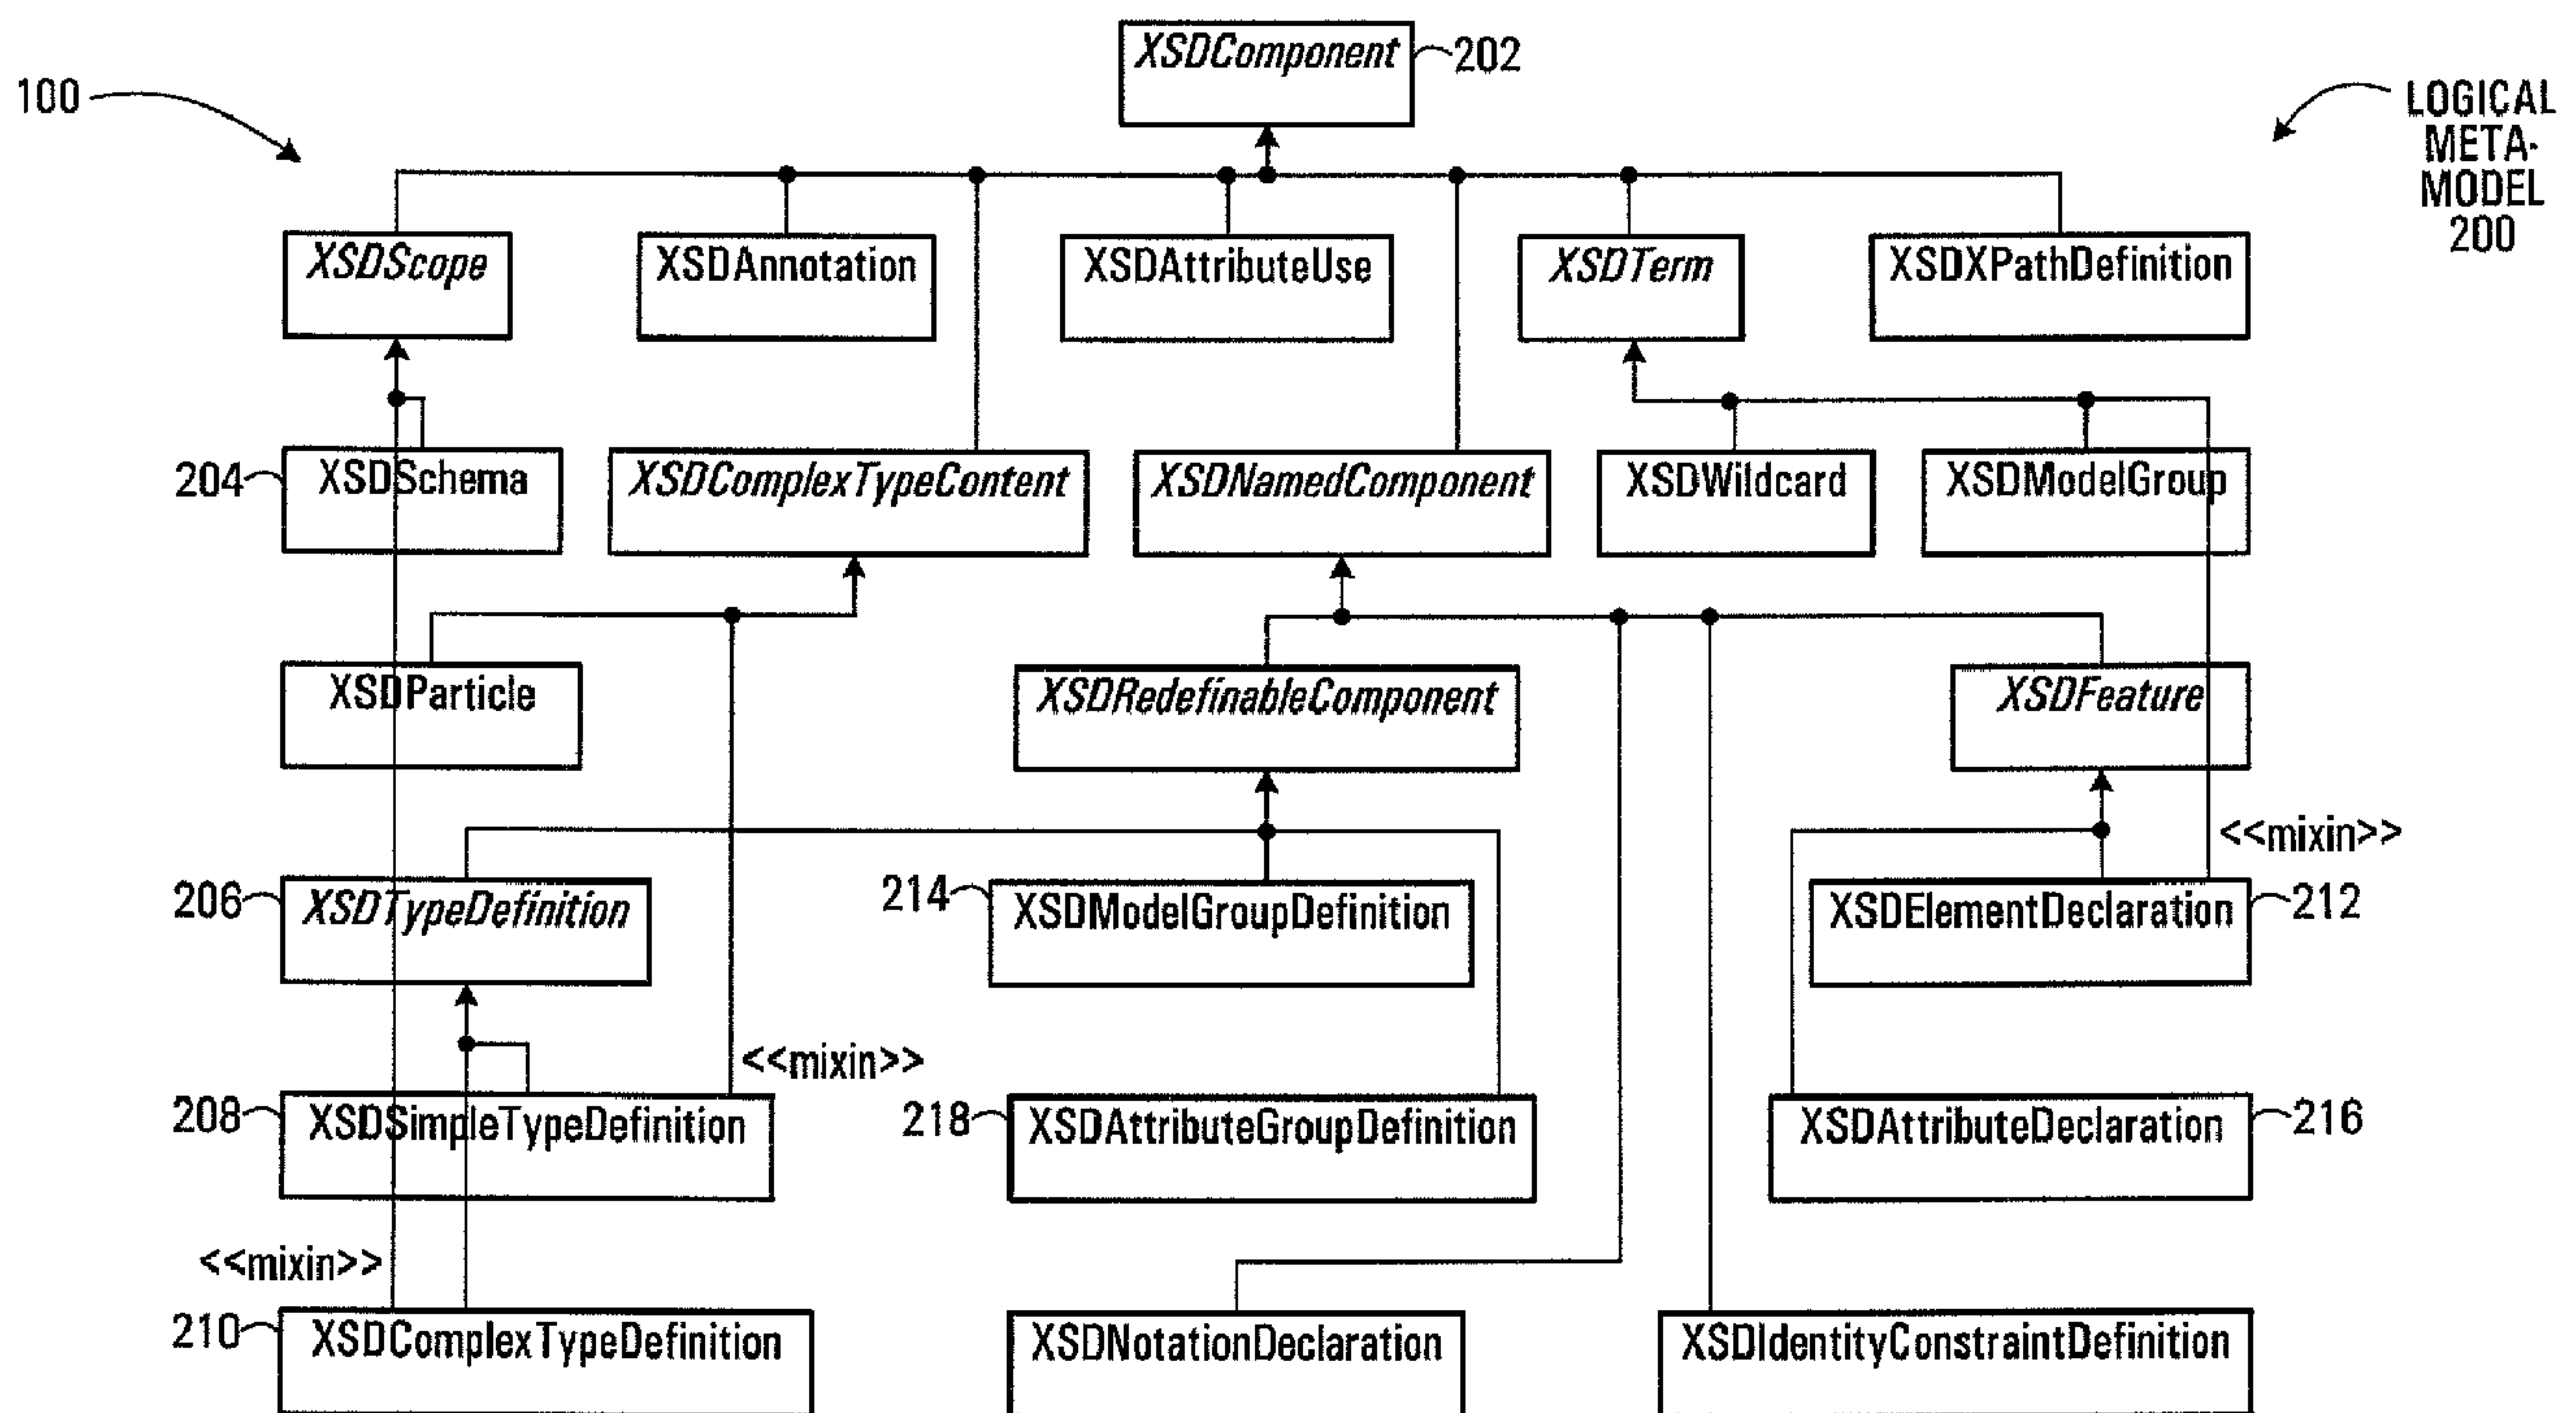 XSDComponent 202
100
LOGICAL
META-
MODEL
200
XSDScope
XSDAnnotation
XSDAttributeUse
XSDTerm
XSDXPathDefinition
204
XSDSchema
XSDComplexTypeContent
XSDNamedComponent
XSDWildcard
XSDModelGroup
XSDParticle
XSDRedefinableComponent
XSDFeature
<<mixin>>
206
XSDTypeDefinition
214
XSDModelGroupDefinition
XSDElementDeclaration
212
<<mixin>>
208
XSDSimpleTypeDefinition
218
XSDAttributeGroupDefinition
XSDAttributeDeclaration
216
<<mixin>>
210
XSDComplexTypeDefinition
XSDNotationDeclaration
XSDIdentityConstraintDefinition